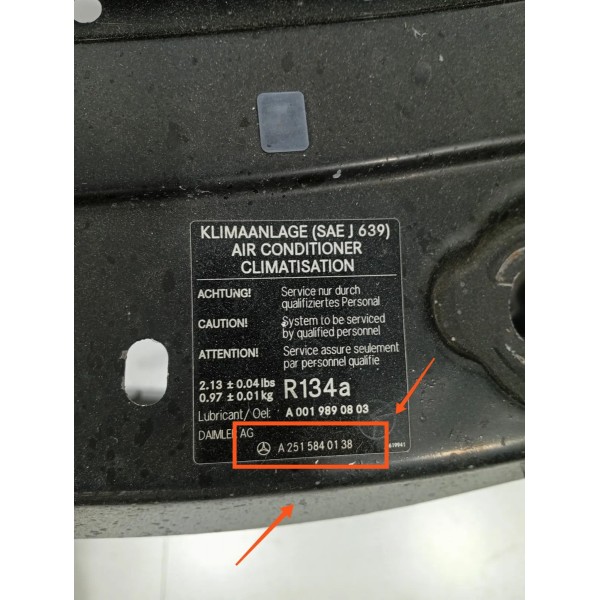 KLIMAANLAGE (SAE J 639)
AIR CONDITIONER
CLIMATISATION
ACHTUNG! Service nur durch
qualifiziertes Personal
CAUTION! System to be serviced
by qualified personnel
ATTENTION! Service assure seulement
par personnel qualifie
2.13 ± 0.04 lbs
0.97 ± 0.01 kg R134a
Lubricant / Oel: A 001 989 08 03
DAIMLER AG
A 251 584 01 38